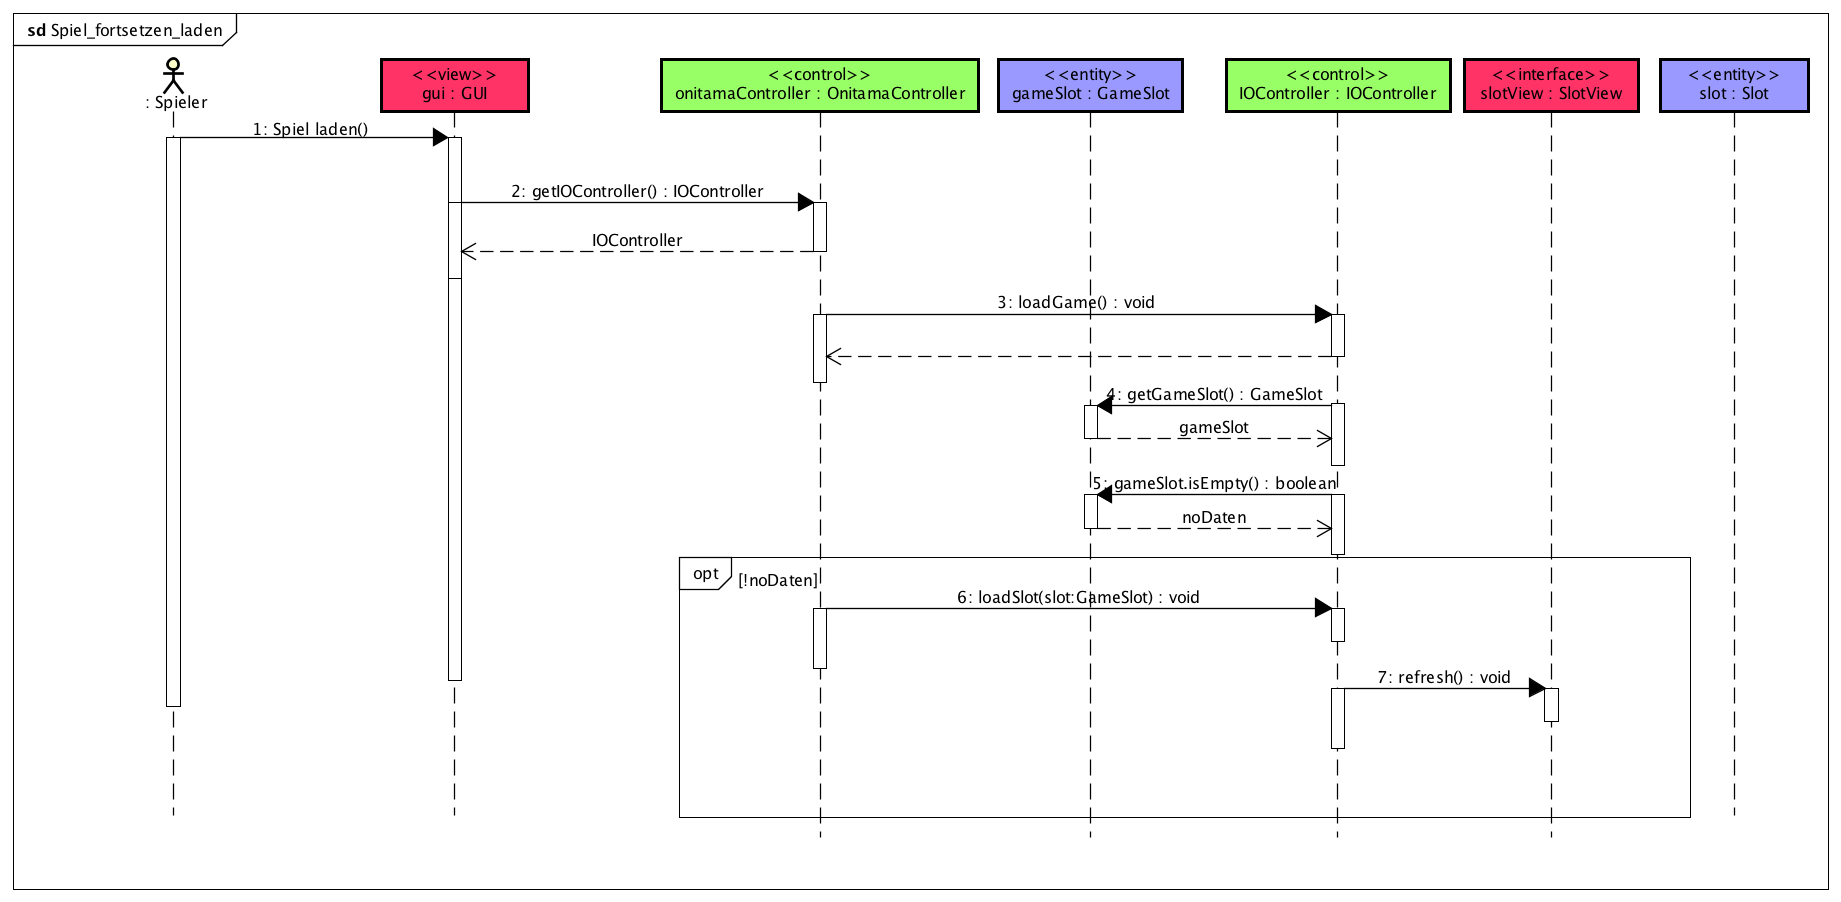 sd Spiel_fortsetzen_laden
: Spieler
<<view>>
gui : GUI
<<control>>
onitamaController : OnitamaController
<<entity>>
gameSlot : GameSlot
<<control>>
IOController : IOController
<<interface>>
slotView : SlotView
<<entity>>
slot : Slot
1: Spiel laden()
2: getIOController() : IOController
IOController
3: loadGame() : void
4: getGameSlot() : GameSlot
gameSlot
5: gameSlot.isEmpty() : boolean
noDaten
opt
[!noDaten]
6: loadSlot(slot:GameSlot) : void
7: refresh() : void